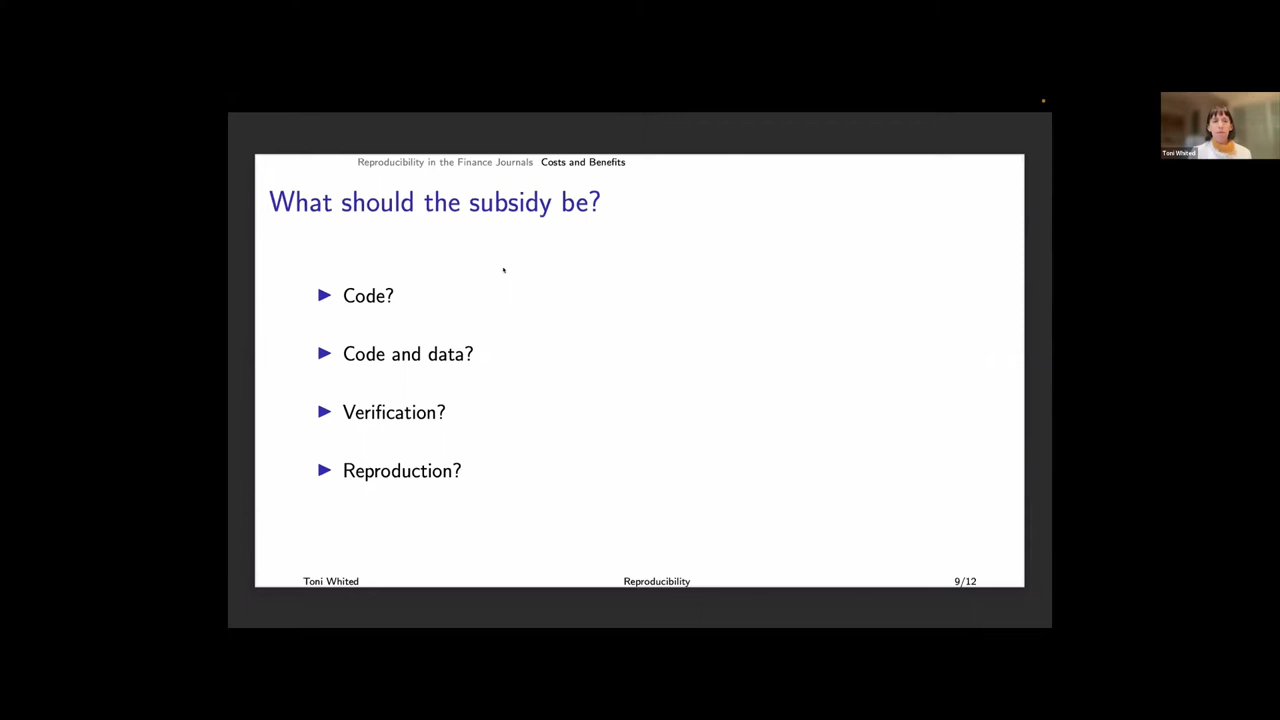 Reproducibility in the Finance Journals Costs and Benefits
What should the subsidy be?
Code?
Code and data?
Verification?
Reproduction?
Toni Whited Reproducibility 9/12
Toni Whited